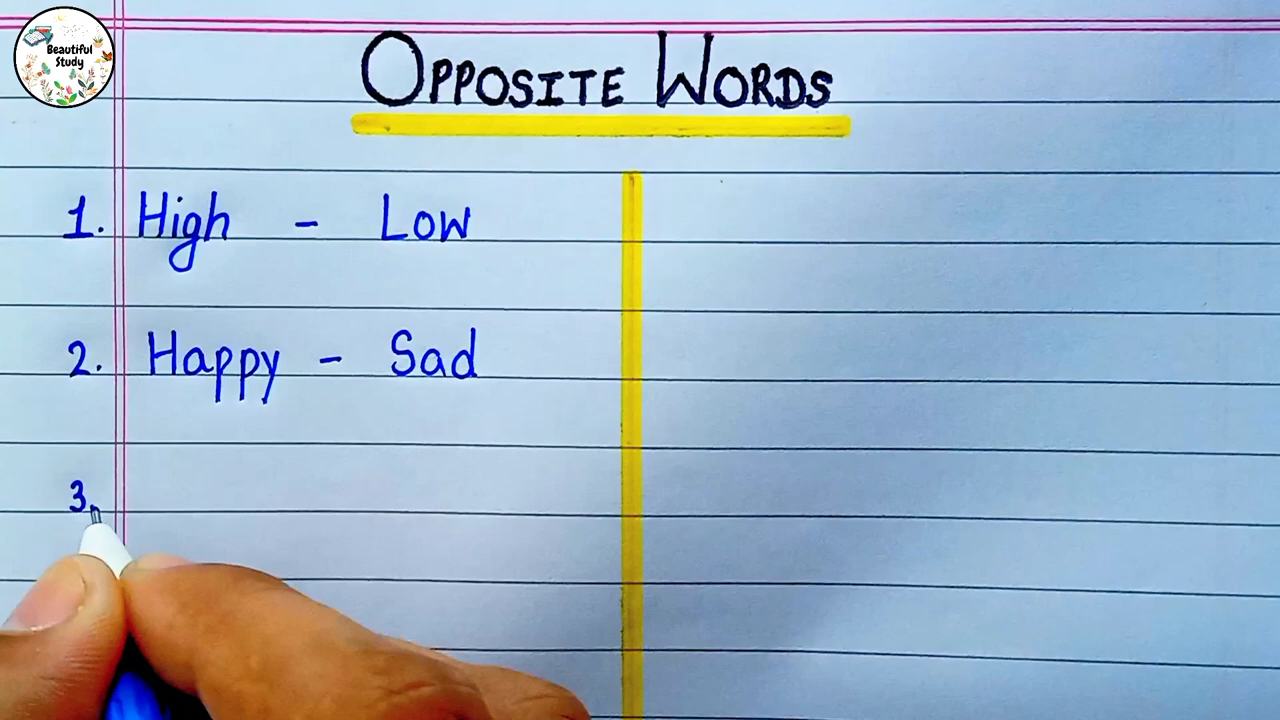 Beautiful
Study
OPPOSITE WORDS
1. High - Low
2. Happy - Sad
3.